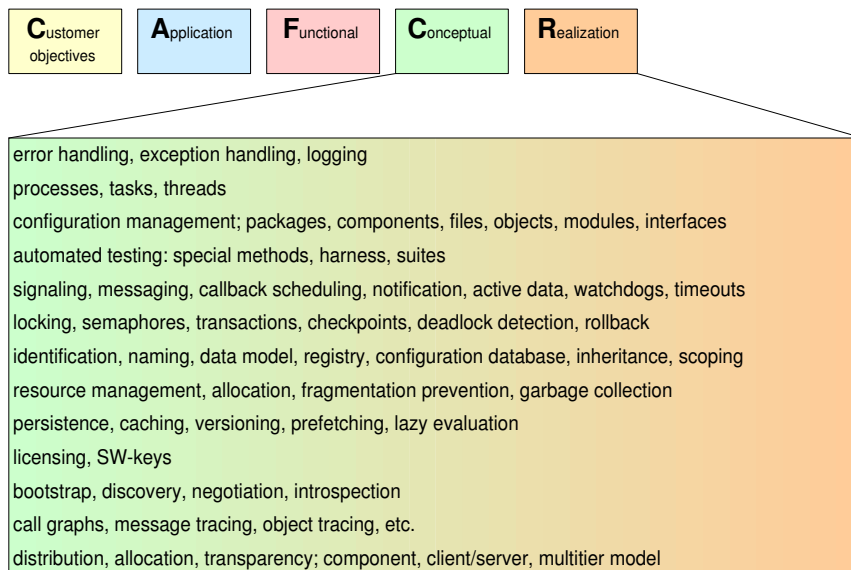 Customer
objectives
Application
Functional
Conceptual
Realization
error handling, exception handling, logging
processes, tasks, threads
configuration management; packages, components, files, objects, modules, interfaces
automated testing: special methods, harness, suites
signaling, messaging, callback scheduling, notification, active data, watchdogs, timeouts
locking, semaphores, transactions, checkpoints, deadlock detection, rollback
identification, naming, data model, registry, configuration database, inheritance, scoping
resource management, allocation, fragmentation prevention, garbage collection
persistence, caching, versioning, prefetching, lazy evaluation
licensing, SW-keys
bootstrap, discovery, negotiation, introspection
call graphs, message tracing, object tracing, etc.
distribution, allocation, transparency; component, client/server, multitier model